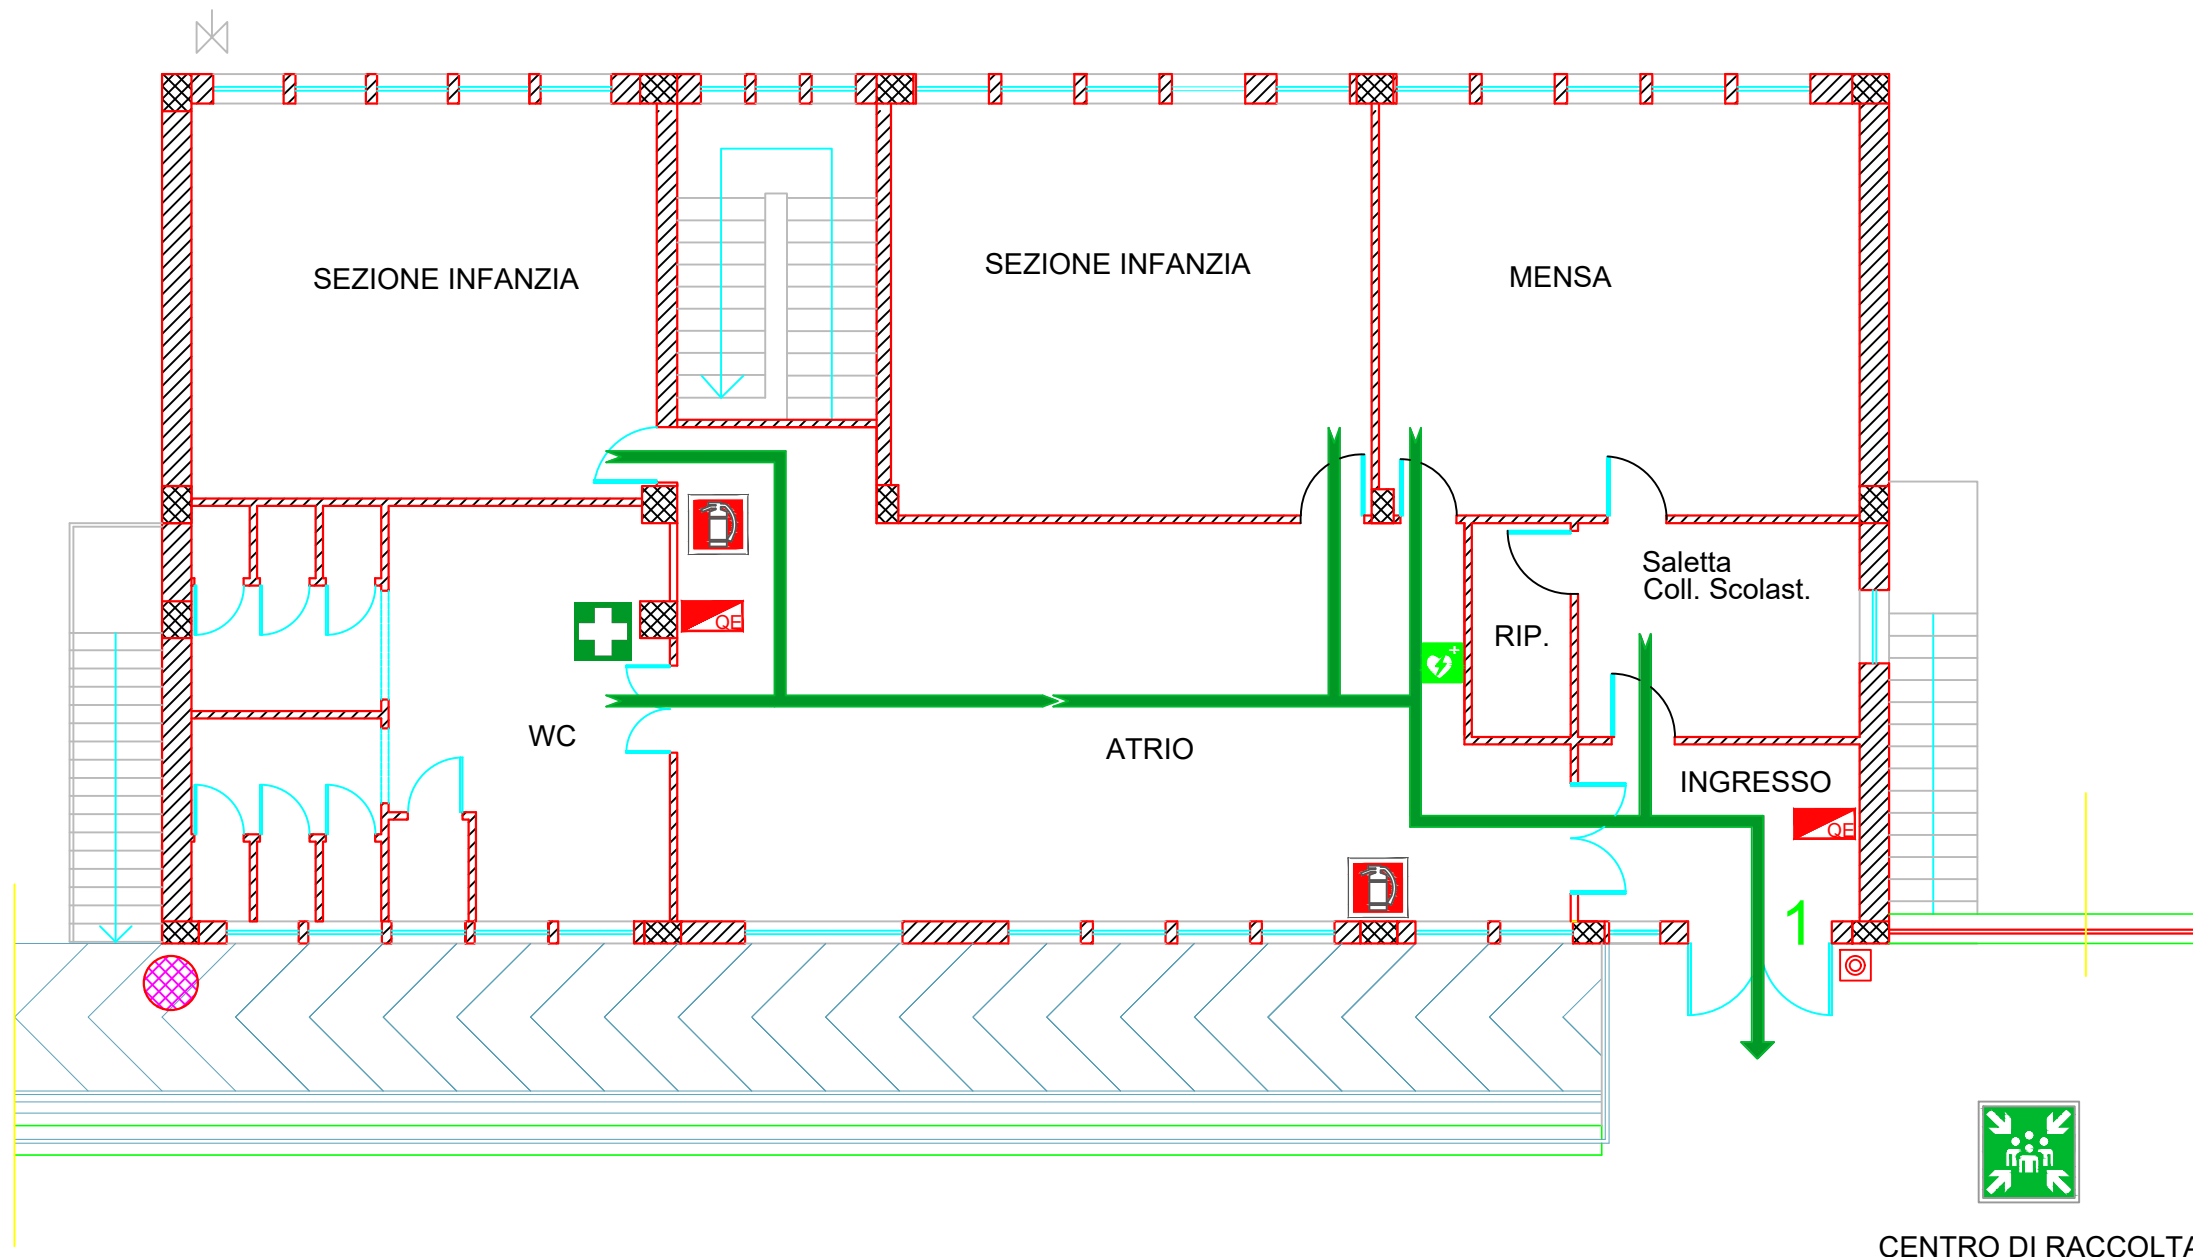 SEZIONE INFANZIA
SEZIONE INFANZIA
MENSA
Saletta
Coll. Scolast.
RIP.
QE
WC
ATRIO
INGRESSO
QE
1
CENTRO DI RACCOLTA